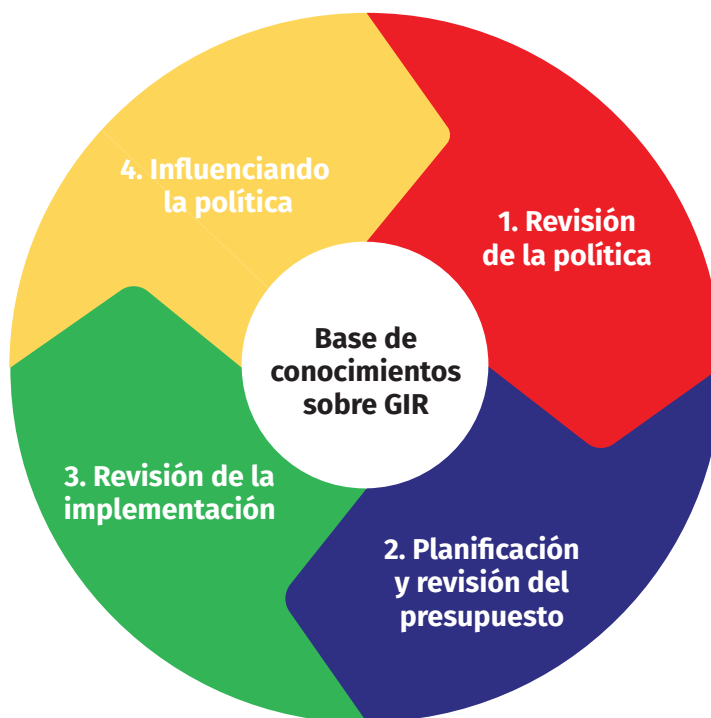 1. Revisión
de la política
2. Planificación
y revisión del
presupuesto
3. Revisión de la
implementación
4. Influenciando
la política
Base de
conocimientos
sobre GIR